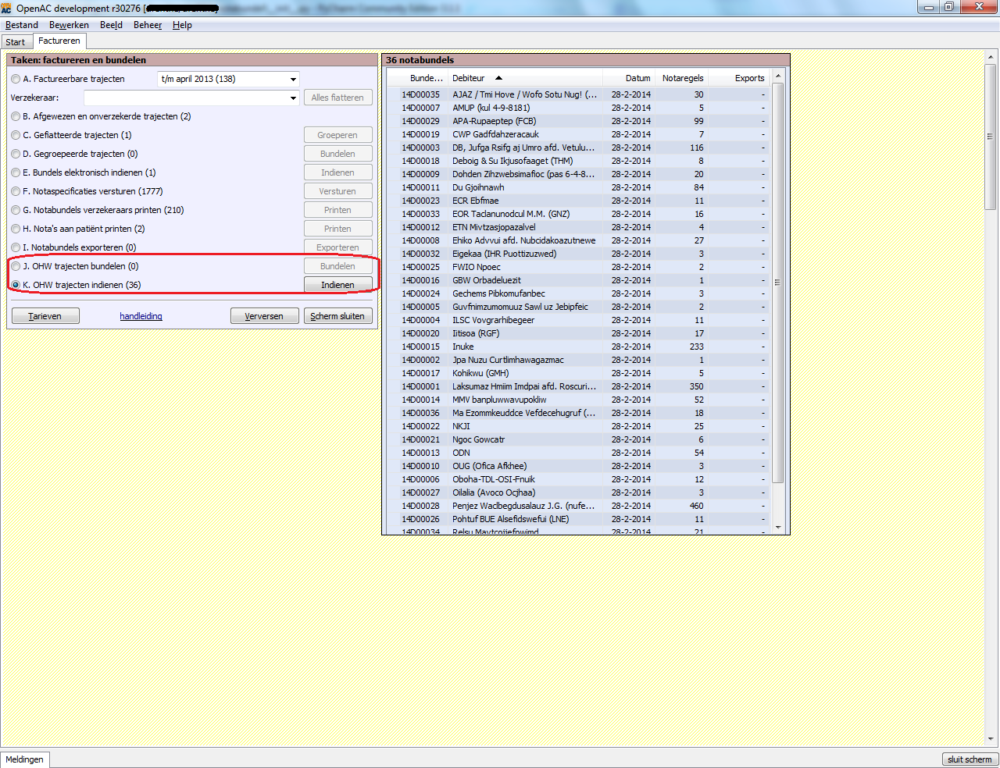 OpenAC development r30276 [
Bestand Bewerken Beeld Beheer Help
Start Factureren
Taken: factureren en bundelen
A. Factureerbare trajecten t/m april 2013 (138)
Verzekeraar: Alles fiatteren
B. Afgewezen en onverzekerde trajecten (2)
C. Gefiatteerde trajecten (1) Groeperen
D. Gegroepeerde trajecten (0) Bundelen
E. Bundels elektronisch indienen (1) Indienen
F. Notaspecificaties versturen (1777) Versturen
G. Notabundels verzekeraars printen (210) Printen
H. Nota's aan patiënt printen (2) Printen
I. Notabundels exporteren (0) Exporteren
J. OHW trajecten bundelen (0) Bundelen
K. OHW trajecten indienen (36) Indienen
Tarieven handleiding Verversen Scherm sluiten
36 notabundels
Bunde... Debiteur Datum Notaregels Exports
14D00035 AJAZ / Tmi Hove / Wofo Sotu Nug! (... 28-2-2014 30 -
14D00007 AMUP (kul 4-9-8181) 28-2-2014 5 -
14D00029 APA-Rupaeptep (FCB) 28-2-2014 99 -
14D00019 CWP Gadfdahzeracauk 28-2-2014 7 -
14D00003 DB, Jufga Rsifg aj Umro afd. Vetulu... 28-2-2014 116 -
14D00018 Deboig & Su Ikjusofaaget (THM) 28-2-2014 8 -
14D00009 Dohden Zihzwebsimafioc (pas 6-4-8... 28-2-2014 20 -
14D00011 Du Gjoihnawh 28-2-2014 84 -
14D00023 ECR Ebfmae 28-2-2014 11 -
14D00033 EOR Taclanunodcul M.M. (GNZ) 28-2-2014 16 -
14D00012 ETN Mivtzasjopazalvel 28-2-2014 4 -
14D00008 Ehiko Advvui afd. Nubcidakoazutnewe 28-2-2014 27 -
14D00032 Eigekaa (IHR Puottizuzwed) 28-2-2014 3 -
14D00025 FWIO Npoec 28-2-2014 2 -
14D00016 GBW Orbadeluezit 28-2-2014 1 -
14D00024 Gechems Pibkomufanbec 28-2-2014 3 -
14D00005 Guvfnimzumomuuz Sawl uz Jebipfeic 28-2-2014 2 -
14D00004 ILSC Vovgrarhibegeer 28-2-2014 11 -
14D00020 Iitisoa (RGF) 28-2-2014 17 -
14D00015 Inuke 28-2-2014 233 -
14D00002 Jpa Nuzu Curtlimhawagazmac 28-2-2014 1 -
14D00017 Kohikwu (GMH) 28-2-2014 5 -
14D00001 Laksumaz Hmiim Imdpai afd. Roscuri... 28-2-2014 350 -
14D00014 MMV banpluwwavupokliw 28-2-2014 52 -
14D00036 Ma Ezommkeuddce Vefdecehugruf (... 28-2-2014 18 -
14D00022 NKJI 28-2-2014 25 -
14D00021 Ngoc Gowcatr 28-2-2014 6 -
14D00013 ODN 28-2-2014 54 -
14D00010 OUG (Ofica Afkhee) 28-2-2014 3 -
14D00006 Oboha-TDL-OSI-Fnuik 28-2-2014 12 -
14D00027 Oilalia (Avoco Ocjhaa) 28-2-2014 3 -
14D00028 Penjez Waclbegdusalauz J.G. (nufe... 28-2-2014 460 -
14D00026 Pohtuf BUE Alsefidswefui (LNE) 28-2-2014 11 -
14D00034 28-2-2014 21 -
Meldingen sluit scherm